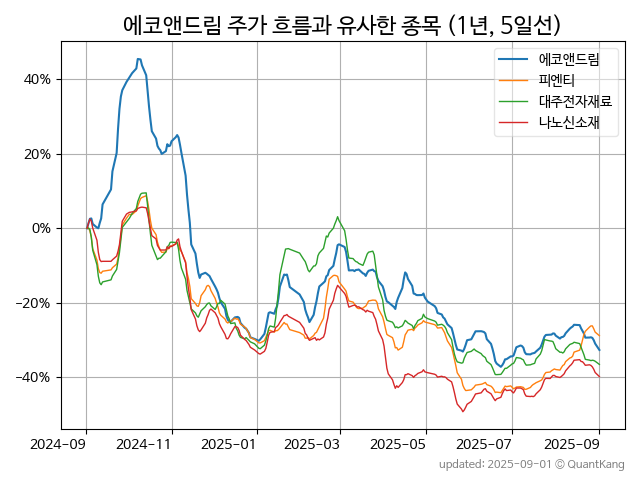 에코앤드림 주가 흐름과 유사한 종목 (1년, 5일선)
에코앤드림
피엔티
대주전자재료
나노신소재
40%
20%
0%
−20%
−40%
2024-09 2024-11 2025-01 2025-03 2025-05 2025-07 2025-09
updated: 2025-09-01 © QuantKang